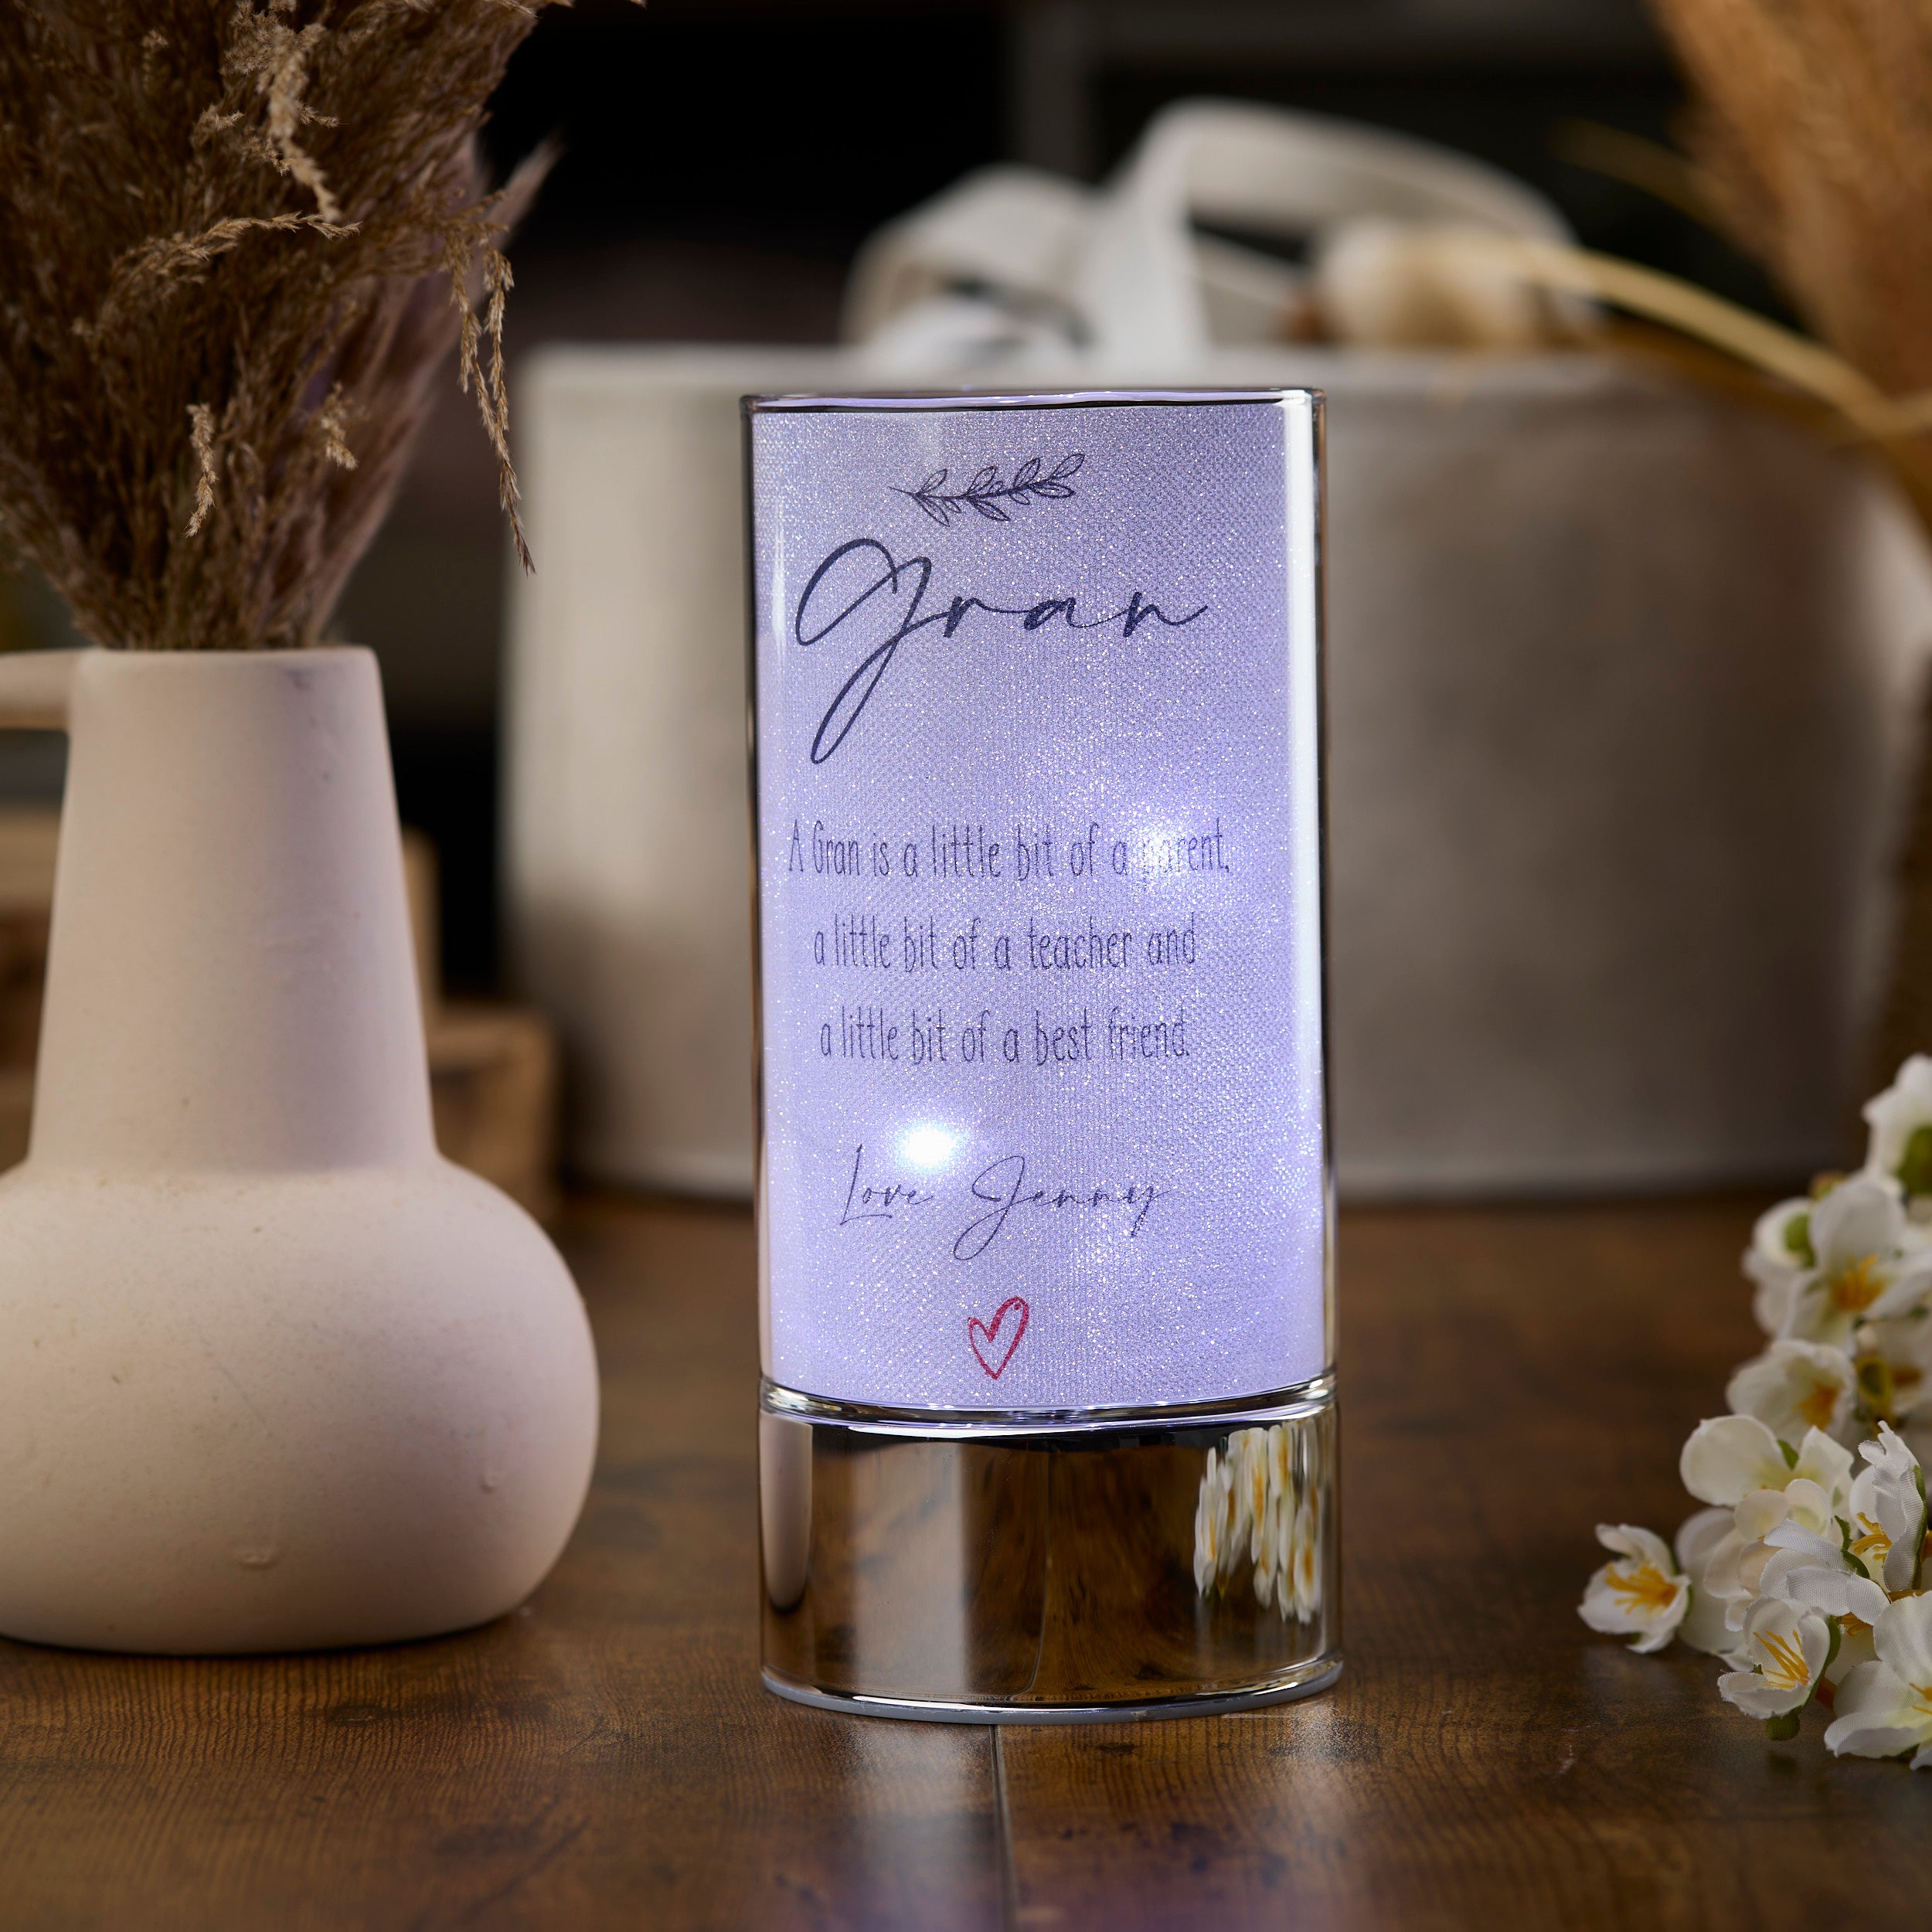 Gran
A Gran is a little bit of a parent,
a little bit of a teacher and
a little bit of a best friend.
Love Jenny